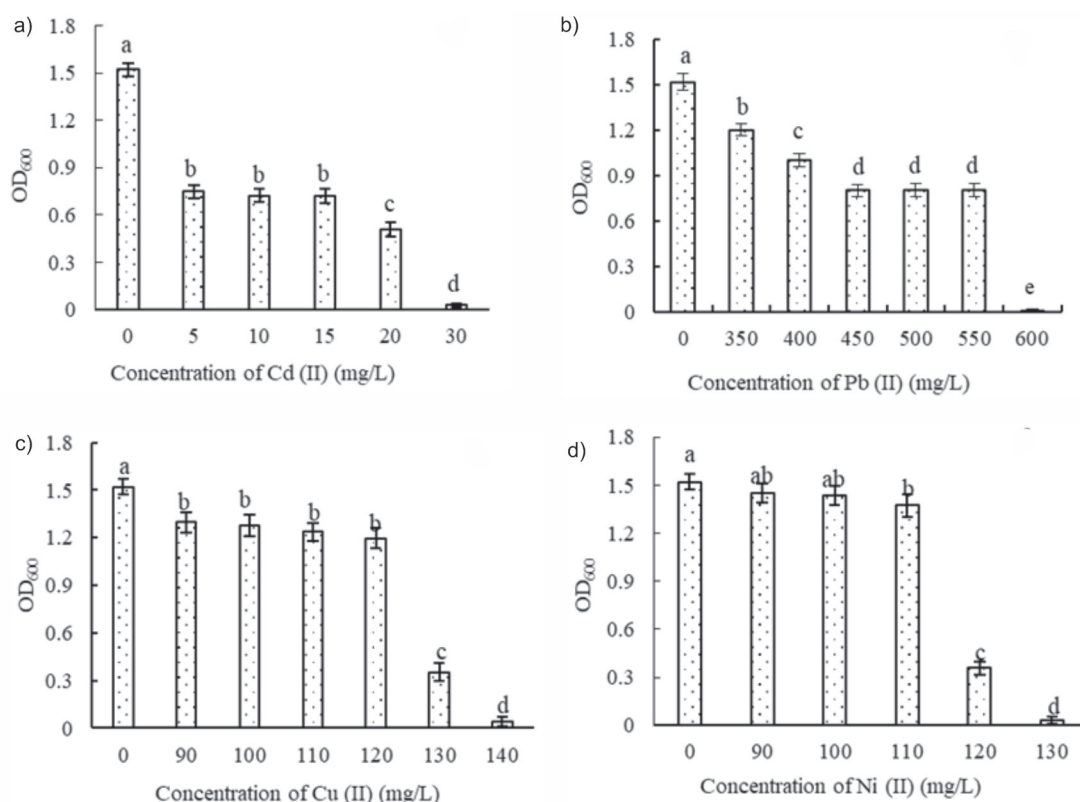 a)
1.8
1.5
1.2
0.9
0.6
0.3
0
OD600
a
b
b
b
c
d
0 5 10 15 20 30
Concentration of Cd (II) (mg/L)
b)
1.8
1.5
1.2
0.9
0.6
0.3
0
OD600
a
b
c
d
d
d
e
0 350 400 450 500 550 600
Concentration of Pb (II) (mg/L)
c)
1.8
1.5
1.2
0.9
0.6
0.3
0
OD600
a
b
b
b
b
c
d
0 90 100 110 120 130 140
Concentration of Cu (II) (mg/L)
d)
1.8
1.5
1.2
0.9
0.6
0.3
0
OD600
a
ab
ab
b
c
d
0 90 100 110 120 130
Concentration of Ni (II) (mg/L)